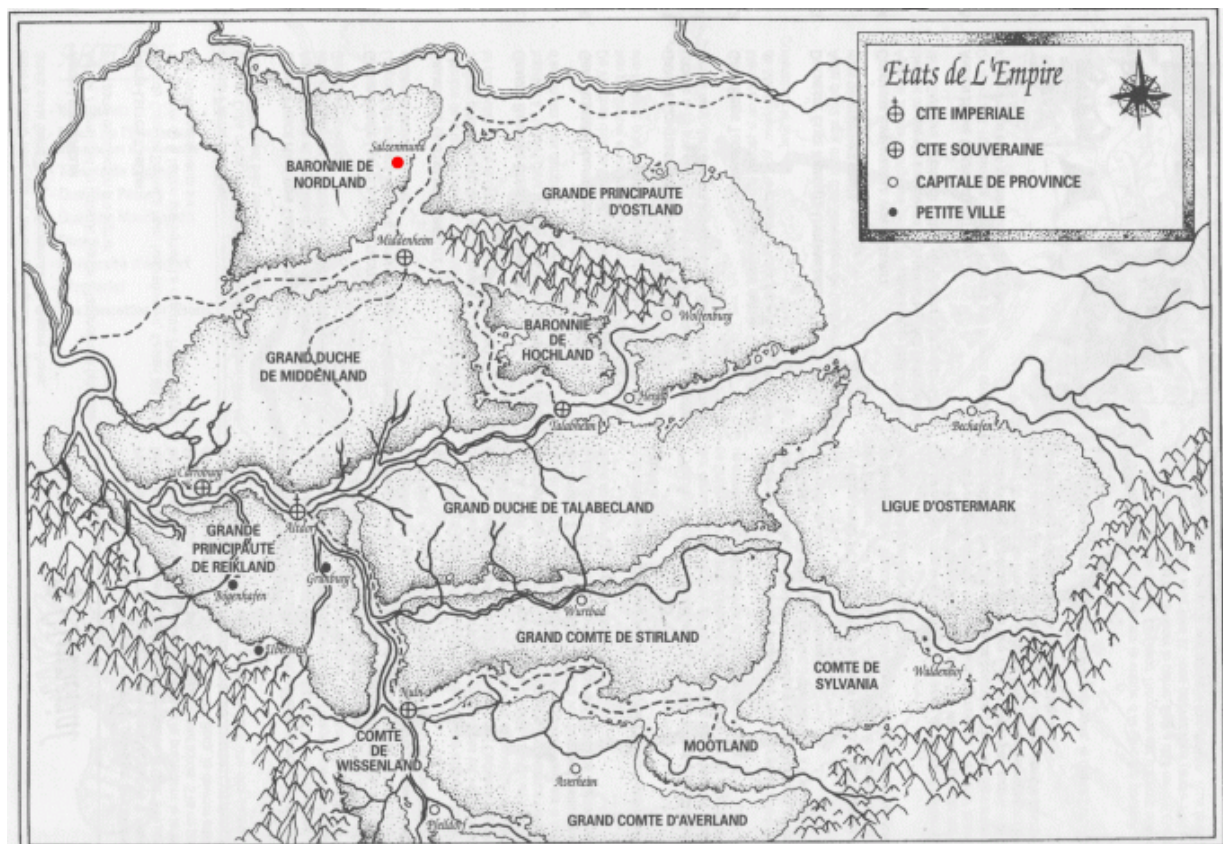 Etats de L'Empire
CITE IMPERIALE
CITE SOUVERAINE
CAPITALE DE PROVINCE
PETITE VILLE
Salzenmund
BARONNIE DE
NORDLAND
GRANDE PRINCIPAUTE
D'OSTLAND
Middenheim
Wolfenburg
BARONNIE
DE
HOCHLAND
GRAND DUCHE
DE MIDDENLAND
Talabheim
Bechafen
Carroburg
Altdorf
GRAND DUCHE DE TALABECLAND
LIGUE D'OSTERMARK
GRANDE
PRINCIPAUTE
DE REIKLAND
Grünburg
Bögenhafen
Wurtbad
GRAND COMTE DE STIRLAND
COMTE DE
SYLVANIA
Waldenhof
Nuln
COMTE
DE
WISSENLAND
MOOTLAND
Averheim
Pfeildorf
GRAND COMTE D'AVERLAND